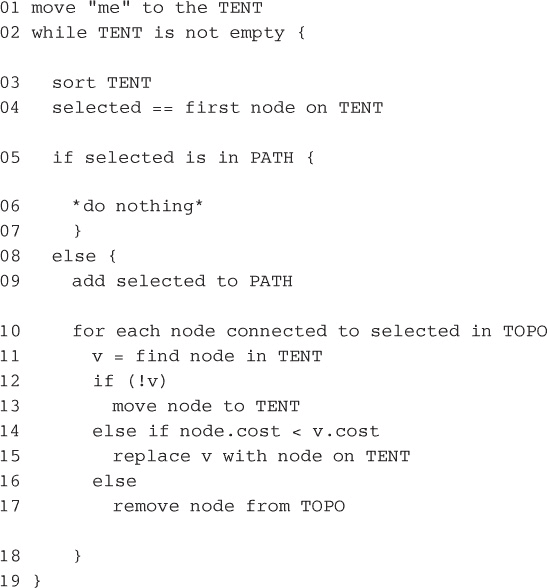 01 move "me" to the TENT
02 while TENT is not empty {
03 sort TENT
04 selected == first node on TENT
05 if selected is in PATH {
06 *do nothing*
07 }
08 else {
09 add selected to PATH
10 for each node connected to selected in TOPO
11 v = find node in TENT
12 if (!v)
13 move node to TENT
14 else if node.cost < v.cost
15 replace v with node on TENT
16 else
17 remove node from TOPO
18 }
19 }